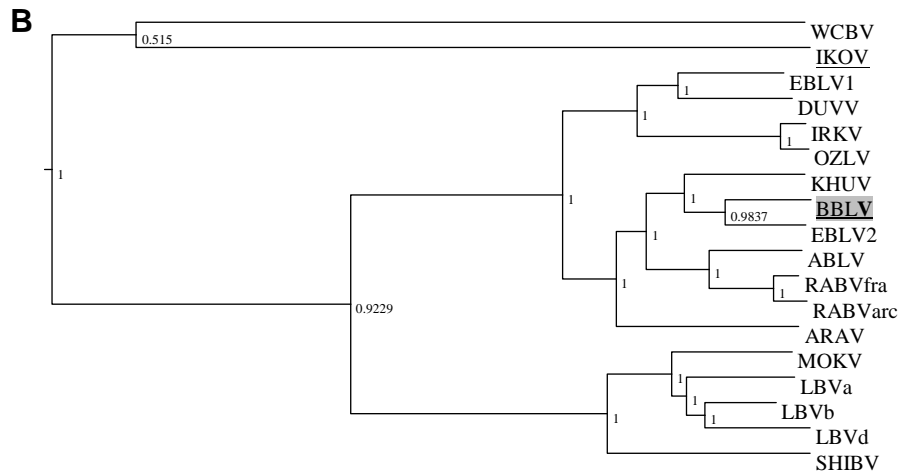 B
WCBV
0.515
IKOV
EBLV1
1
DUVV
1
IRKV
1
OZLV
1
KHUV
1
1
BBLV
0.9837
EBLV2
1
ABLV
1
RABVfra
1
1
RABVarc
0.9229
ARAV
MOKV
1
LBVa
1
LBVb
1
1
LBVd
SHIBV